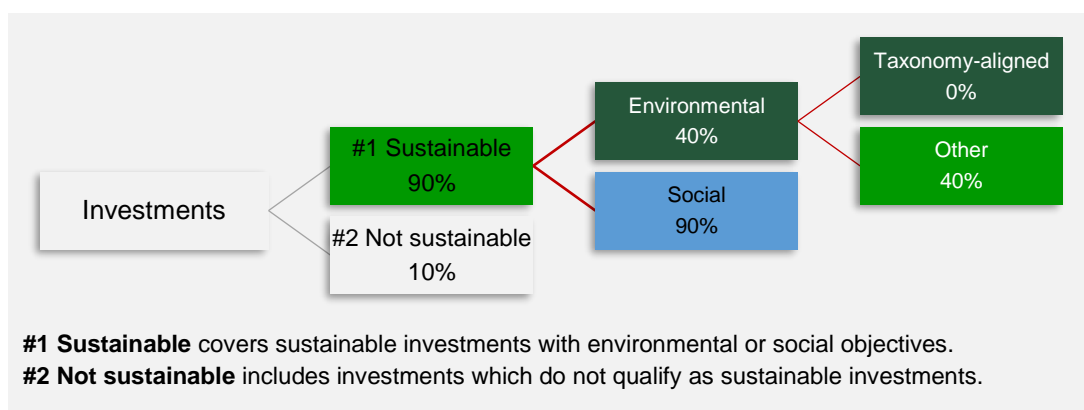 Investments
#1 Sustainable
90%
#2 Not sustainable
10%
Environmental
40%
Social
90%
Taxonomy-aligned
0%
Other
40%
#1 Sustainable covers sustainable investments with environmental or social objectives.
#2 Not sustainable includes investments which do not qualify as sustainable investments.